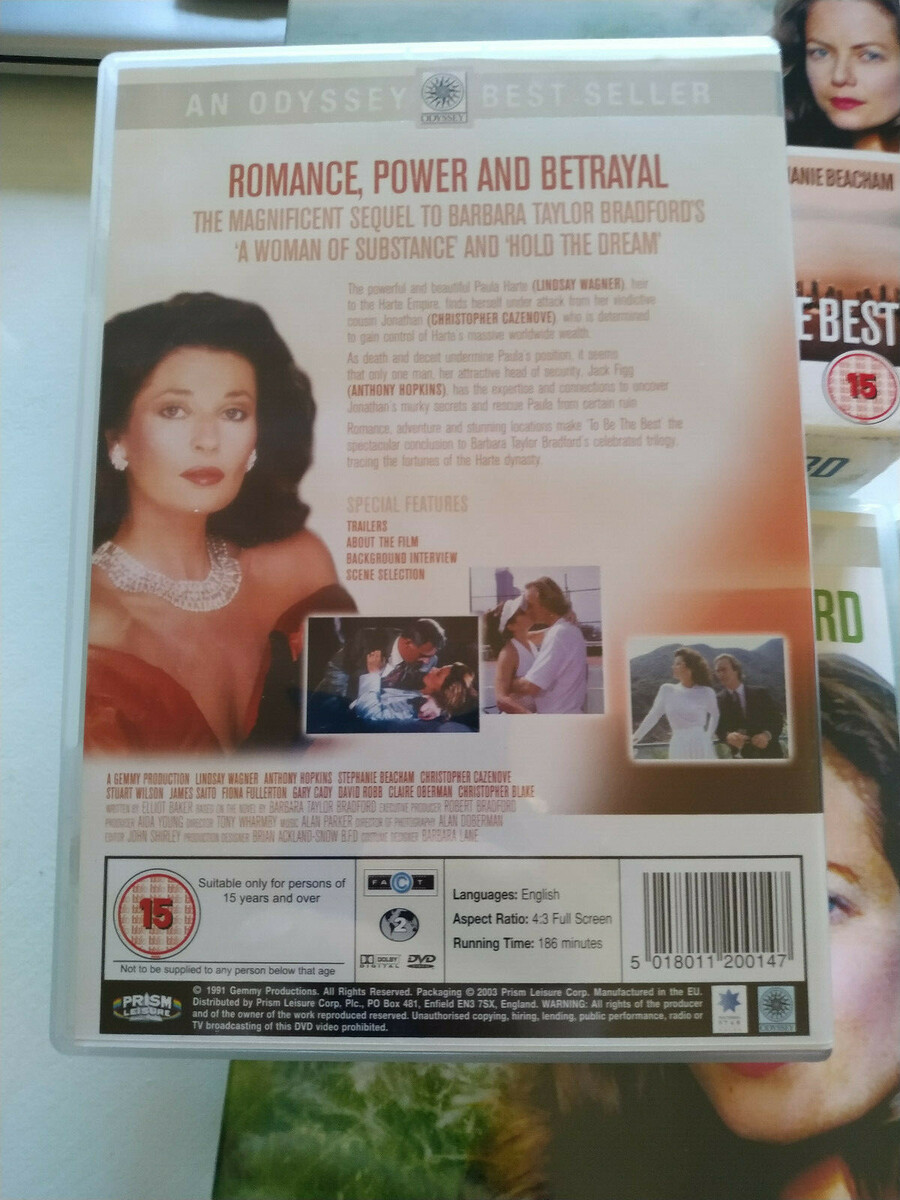 AN ODYSSEY BEST SELLER
ODYSSEY
ROMANCE, POWER AND BETRAYAL
THE MAGNIFICENT SEQUEL TO BARBARA TAYLOR BRADFORD'S
'A WOMAN OF SUBSTANCE' AND 'HOLD THE DREAM'
The powerful and beautiful Paula Harte (LINDSAY WAGNER), heir
to the Harte Empire, finds herself under attack from her vindictive
cousin Jonathan (CHRISTOPHER CAZENOVE), who is determined
to gain control of Harte's massive worldwide wealth.
As death and deceit undermine Paula's position, it seems
that only one man, her attractive head of security, Jack Figg
(ANTHONY HOPKINS), has the expertise and connections to uncover
Jonathan's murky secrets and rescue Paula from certain ruin
Romance, adventure and stunning locations make 'To Be The Best' the
spectacular conclusion to Barbara Taylor Bradford's celebrated trilogy,
tracing the fortunes of the Harte dynasty.
SPECIAL FEATURES
TRAILERS
ABOUT THE FILM
BACKGROUND INTERVIEW
SCENE SELECTION
A GEMMY PRODUCTION LINDSAY WAGNER ANTHONY HOPKINS STEPHANIE BEACHAM CHRISTOPHER CAZENOVE
STUART WILSON JAMES SAITO FIONA FULLERTON GARY CADY DAVID ROBB CLAIRE OBERMAN CHRISTOPHER BLAKE
WRITTEN BY ELLIOT BAKER BASED ON THE NOVEL BY BARBARA TAYLOR BRADFORD EXECUTIVE PRODUCER ROBERT BRADFORD
PRODUCER AIDA YOUNG DIRECTOR TONY WHARMBY MUSIC ALAN PARKER DIRECTOR OF PHOTOGRAPHY ALAN DOBERMAN
EDITOR JOHN SHIRLEY PRODUCTION DESIGNER BRIAN ACKLAND-SNOW B.F.D COSTUME DESIGNER BARBARA LANE
15
Suitable only for persons of
15 years and over
Not to be supplied to any person below that age
FACT
2
DOLBY
DIGITAL
DVD
Languages: English
Aspect Ratio: 4:3 Full Screen
Running Time: 186 minutes
5 018011 200147
PRISM
LEISURE
© 1991 Gemmy Productions. All Rights Reserved. Packaging © 2003 Prism Leisure Corp. Manufactured in the EU.
Distributed by Prism Leisure Corp. Plc., PO Box 481, Enfield EN3 7SX, England. WARNING: All rights of the producer
and of the owner of the work reproduced reserved. Unauthorised copying, hiring, lending, public performance, radio or
TV broadcasting of this DVD video prohibited.
STAR
ODYSSEY
ANIE BEACHAM
E BEST
15
RD
RD